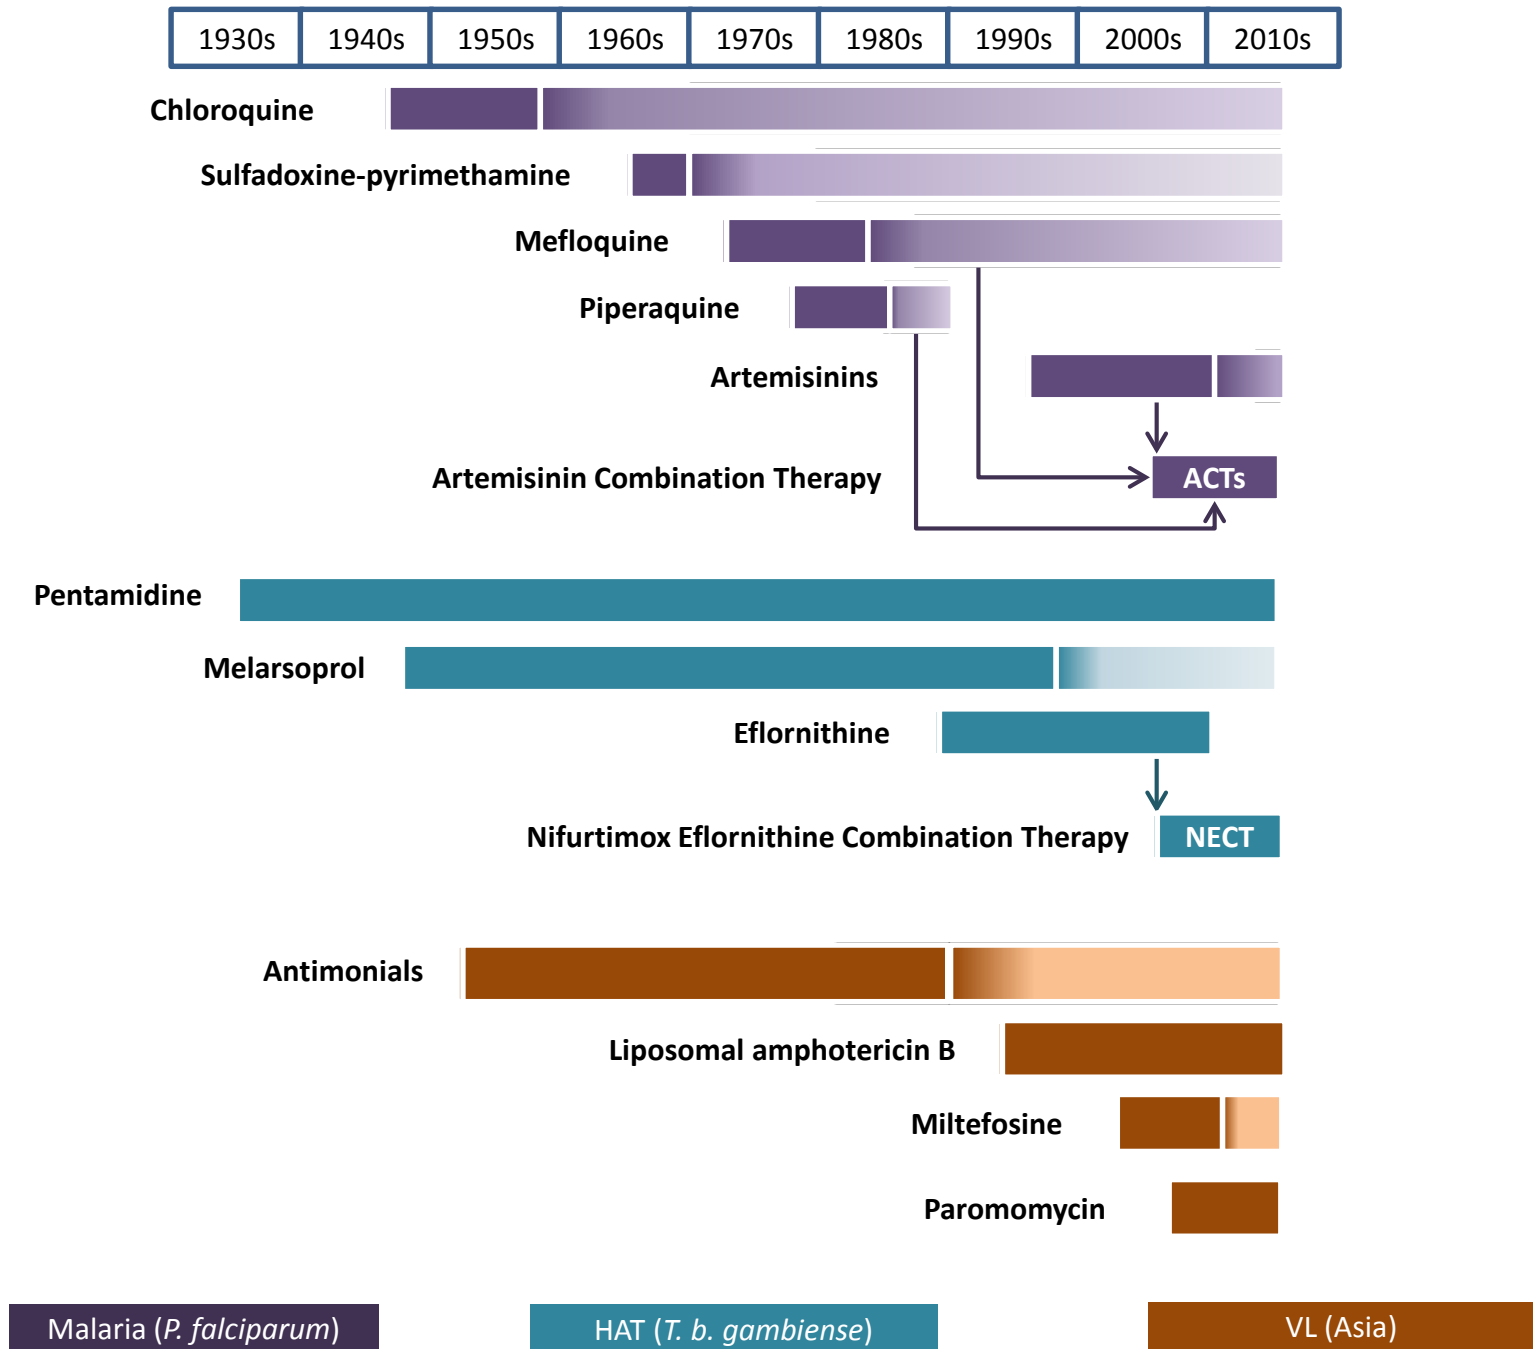 1930s 1940s 1950s 1960s 1970s 1980s 1990s 2000s 2010s
Chloroquine
Sulfadoxine-pyrimethamine
Mefloquine
Piperaquine
Artemisinins
Artemisinin Combination Therapy ACTs
Pentamidine
Melarsoprol
Eflornithine
Nifurtimox Eflornithine Combination Therapy NECT
Antimonials
Liposomal amphotericin B
Miltefosine
Paromomycin
Malaria (P. falciparum) HAT (T. b. gambiense) VL (Asia)